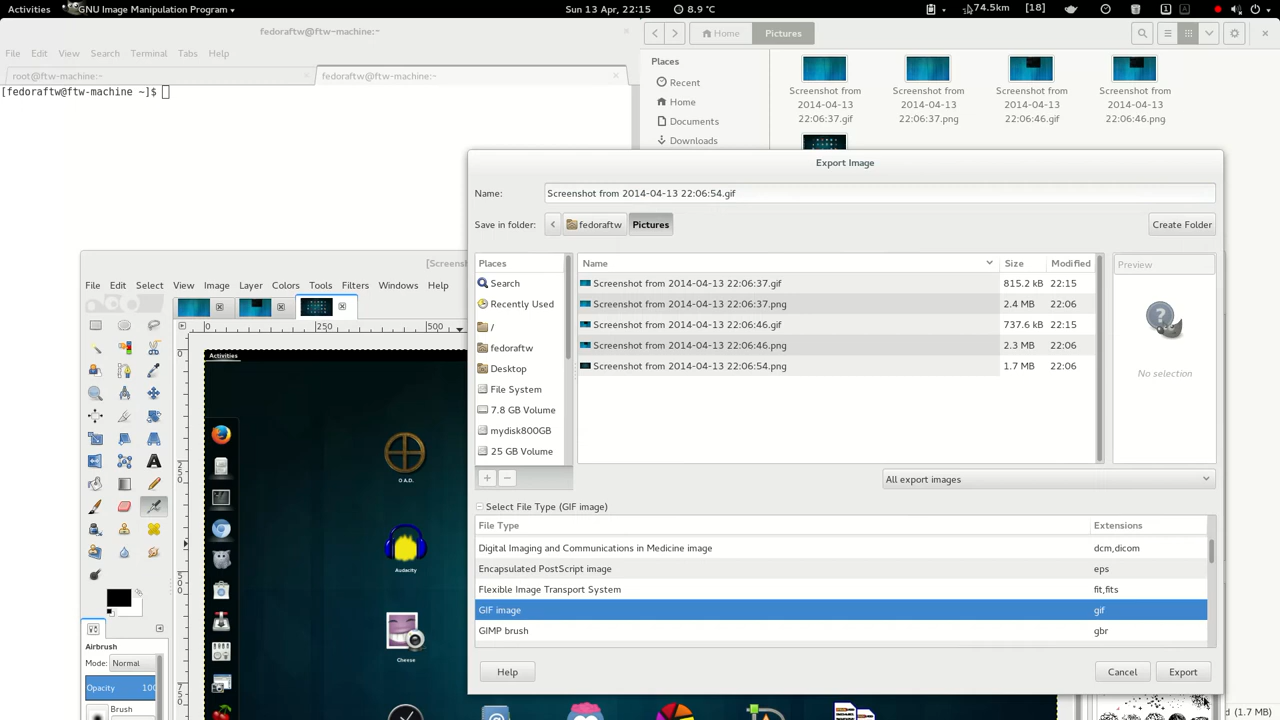 Activities GNU Image Manipulation Program Sun 13 Apr, 22:15 8.9 °C 74.5km [18]
fedoraftw@ftw-machine:~
File Edit View Search Terminal Tabs Help
root@ftw-machine:~ fedoraftw@ftw-machine:~
[fedoraftw@ftw-machine ~]$
Home Pictures
Places
Recent
Home
Documents
Downloads
Screenshot from 2014-04-13 22:06:37.gif
Screenshot from 2014-04-13 22:06:37.png
Screenshot from 2014-04-13 22:06:46.gif
Screenshot from 2014-04-13 22:06:46.png
Export Image
Name: Screenshot from 2014-04-13 22:06:54.gif
Save in folder: fedoraftw Pictures Create Folder
Places
Search
Recently Used
/
fedoraftw
Desktop
File System
7.8 GB Volume
mydisk800GB
25 GB Volume
Name Size Modified
Screenshot from 2014-04-13 22:06:37.gif 815.2 kB 22:15
Screenshot from 2014-04-13 22:06:37.png 2.4 MB 22:06
Screenshot from 2014-04-13 22:06:46.gif 737.6 kB 22:15
Screenshot from 2014-04-13 22:06:46.png 2.3 MB 22:06
Screenshot from 2014-04-13 22:06:54.png 1.7 MB 22:06
Preview
No selection
All export images
Select File Type (GIF image)
File Type Extensions
Digital Imaging and Communications in Medicine image dcm,dicom
Encapsulated PostScript image eps
Flexible Image Transport System fit,fits
GIF image gif
GIMP brush gbr
Help Cancel Export
[Screensh
File Edit Select View Image Layer Colors Tools Filters Windows Help
0 250 500
0
250
500
750
Activities
0 A.D.
Audacity
Cheese
Airbrush
Mode: Normal
Opacity 100
Brush
(1.7 MB)